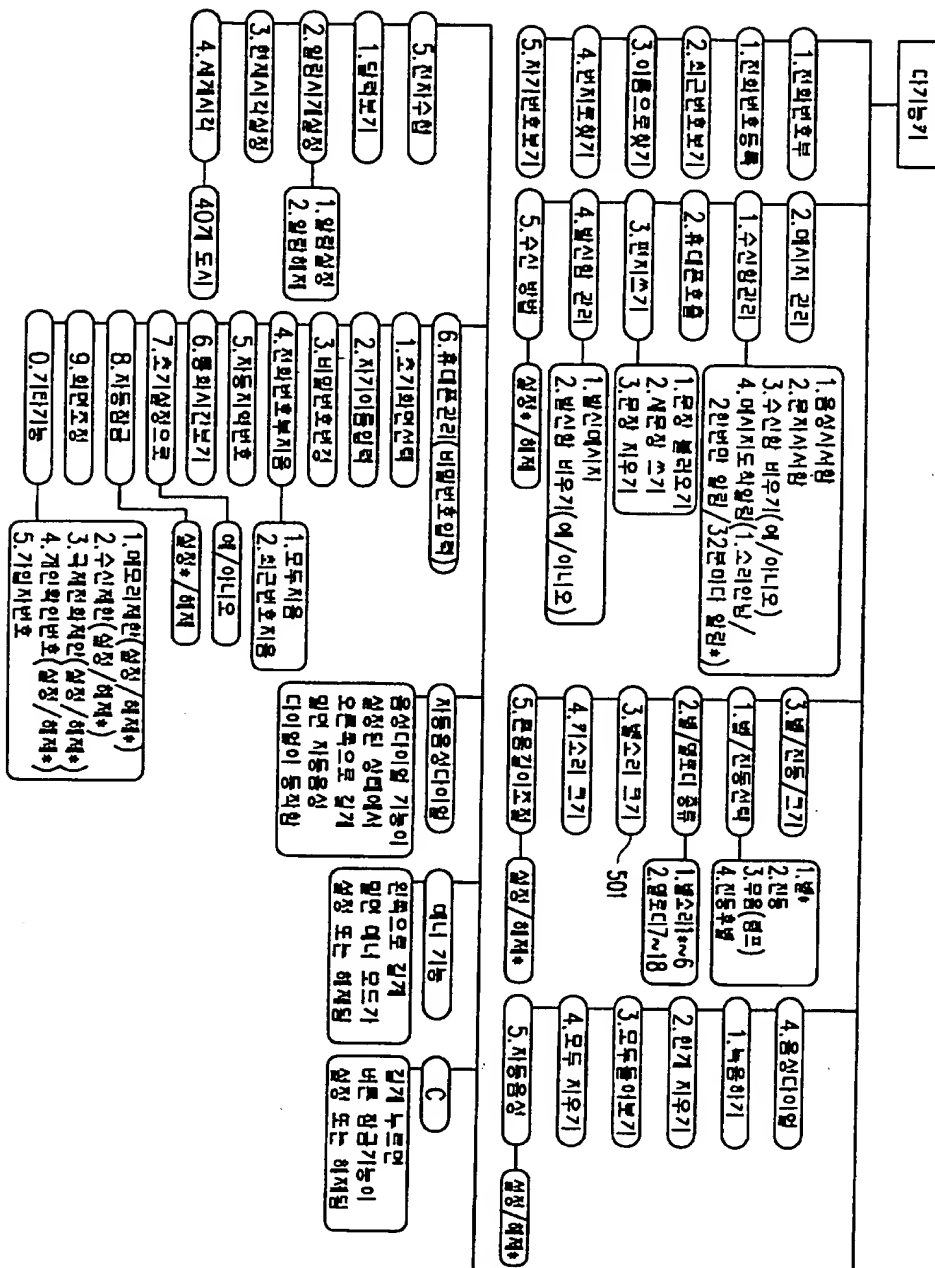 다기능키
1.전화번호부
1.전화번호등록
2.최근번호보기
3.이름으로찾기
4.번지로찾기
5.자기번호보기
2.메시지 관리
1.수신함관리
1.음성사서함
2.문자사서함
3.수신함 비우기(예/아니오)
4.메시지도착알림(1.소리안남/
2한번만 알림/32분마다 알림*)
2.휴대폰호출
3.편지쓰기
1.문장 불러오기
2.새문장 쓰기
3.문장 지우기
4.발신함 관리
1.발신메시지
2.발신함 비우기(예/아니오)
5.수신 방법
설정*/해제
3.벨/진동/크기
1.벨/진동선택
1.벨*
2.진동
3.무음(램프)
4.진동후벨
2.벨/멜로디 종류
1.벨소리1*~6
2.멜로디7~18
3.벨소리 크기
501
4.키소리 크기
5.톤음길이조절
설정/해제*
4.음성다이얼
1.녹음하기
2.한개 지우기
3.모두들어보기
4.모두 지우기
5.자동음성
설정/해제*
5.전자수첩
1.달력보기
2.알람시계설정
1.알람설정
2.알람해제
3.현재시각설정
4.세계시각
40개 도시
6.휴대폰관리(비밀번호입력)
1.초기화면선택
2.자기이름입력
3.비밀번호변경
4.전화번호부지움
1.모두지움
2.최근번호지움
5.자동지역번호
6.통화시간보기
7.초기설정으로
예/아니오
8.자동잠금
설정*/해제
9.화면조정
0.기타기능
1.메모리제한(설정/해제*)
2.수신제한(설정/해제*)
3.국제전화제한(설정/해제*)
4.개인확인번호(설정/해제*)
5.가입자번호
자동음성다이얼
음성다이얼 기능이
설정된 상태에서
오른쪽으로 길게
밀면 자동음성
다이얼이 동작함
매너 기능
왼쪽으로 길게
밀면 매너 모드가
설정 또는 해제됨
C
길게 누르면
버튼 잠금기능이
설정 또는 해제됨